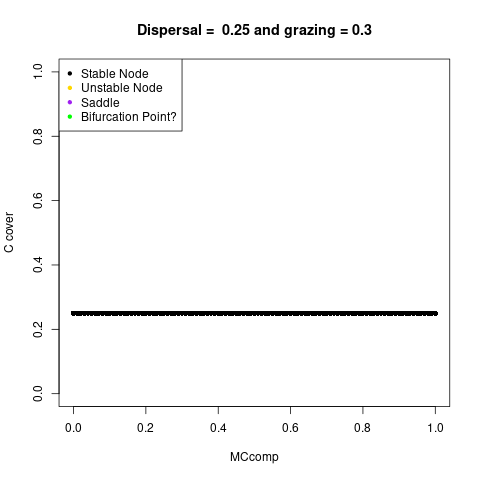 Dispersal =  0.25 and grazing = 0.3
Stable Node
Unstable Node
Saddle
Bifurcation Point?
C cover
1.0
0.8
0.6
0.4
0.2
0.0
0.0 0.2 0.4 0.6 0.8 1.0
MCcomp